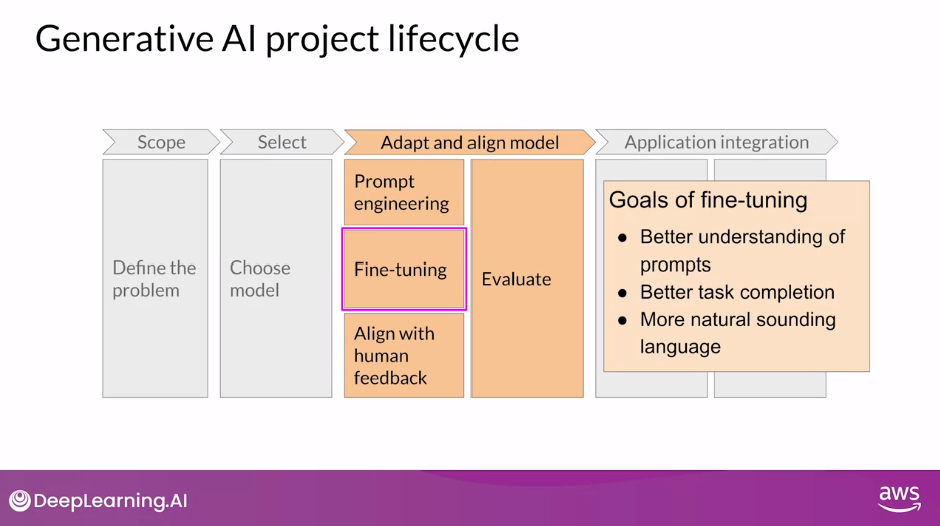 Generative AI project lifecycle
Scope
Select
Adapt and align model
Application integration
Define the
problem
Choose
model
Prompt
engineering
Fine-tuning
Align with
human
feedback
Evaluate
Goals of fine-tuning
● Better understanding of
prompts
● Better task completion
● More natural sounding
language
DeepLearning.AI
aws